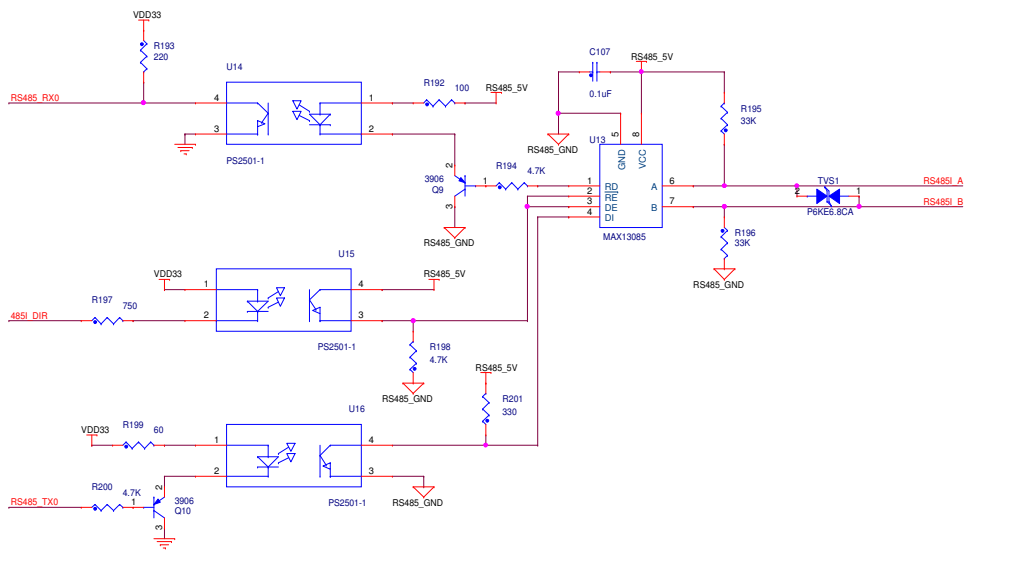 VDD33
R193
220
U14
RS485_RX0
4
3
1
2
PS2501-1
R192
100
RS485_5V
C107
0.1uF
RS485_5V
RS485_GND
R195
33K
U13
5
8
GND
VCC
2
3906
Q9
1
3
R194
4.7K
RS485_GND
1
2
3
4
RD
RE
DE
DI
A
B
6
7
MAX13085
RS485I_A
TVS1
2
1
P6KE6.8CA
RS485I_B
R196
33K
RS485_GND
U15
VDD33
1
2
4
3
RS485_5V
R197
750
485I_DIR
PS2501-1
R198
4.7K
RS485_GND
RS485_5V
R201
330
U16
VDD33
R199
60
1
2
4
3
PS2501-1
RS485_GND
R200
4.7K
RS485_TX0
1
2
3906
Q10
3